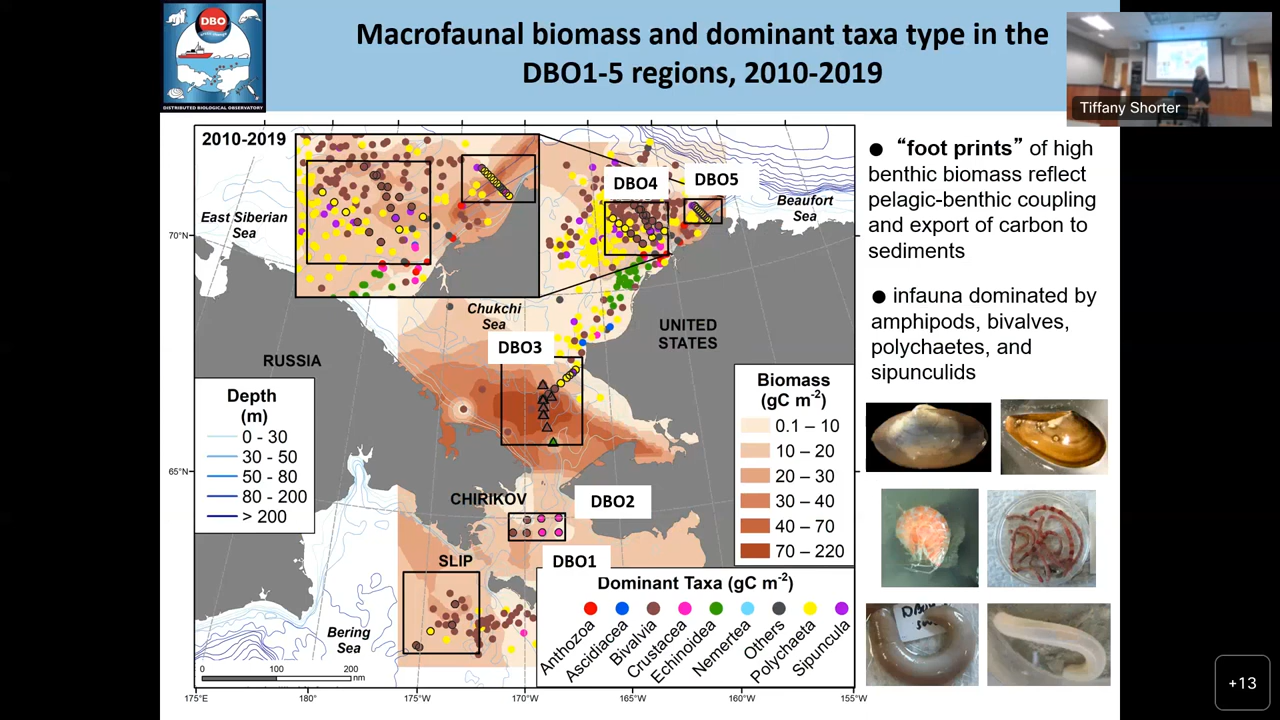 DBO
DISTRIBUTED BIOLOGICAL OBSERVATORY
Macrofaunal biomass and dominant taxa type in the
DBO1-5 regions, 2010-2019
Tiffany Shorter
2010-2019
DBO4
DBO5
East Siberian
Sea
Beaufort
Sea
70°N
Chukchi
Sea
UNITED
STATES
DBO3
RUSSIA
Depth
(m)
0 - 30
30 - 50
50 - 80
80 - 200
> 200
Biomass
(gC m-2)
0.1 – 10
10 – 20
20 – 30
30 – 40
40 – 70
70 – 220
65°N
CHIRIKOV
DBO2
SLIP
DBO1
Dominant Taxa (gC m-2)
Anthozoa
Ascidiacea
Bivalvia
Crustacea
Echinoidea
Nemertea
Others
Polychaeta
Sipuncula
Bering
Sea
0 100 200
nm
175°E 180° 175°W 170°W 165°W 160°W 155°W
● “foot prints” of high
benthic biomass reflect
pelagic-benthic coupling
and export of carbon to
sediments
● infauna dominated by
amphipods, bivalves,
polychaetes, and
sipunculids
+13